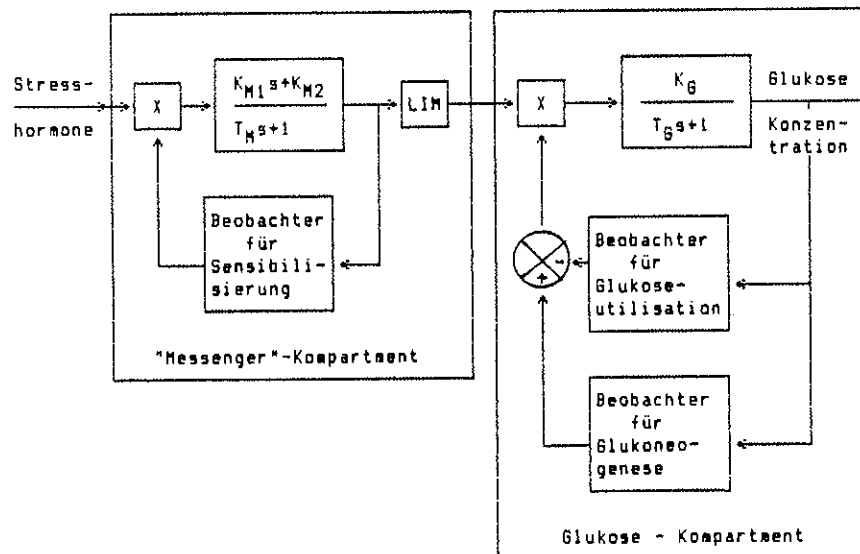 Stress-
hormone
X
K_M1 s+K_M2
T_M s+1
LIM
Beobachter
für
Sensibili-
sierung
"Messenger"-Kompartment
X
K_G
T_G s+1
Glukose
Konzen-
tration
Beobachter
für
Glukose-
utilisation
-
+
Beobachter
für
Glukoneo-
genese
Glukose - Kompartment